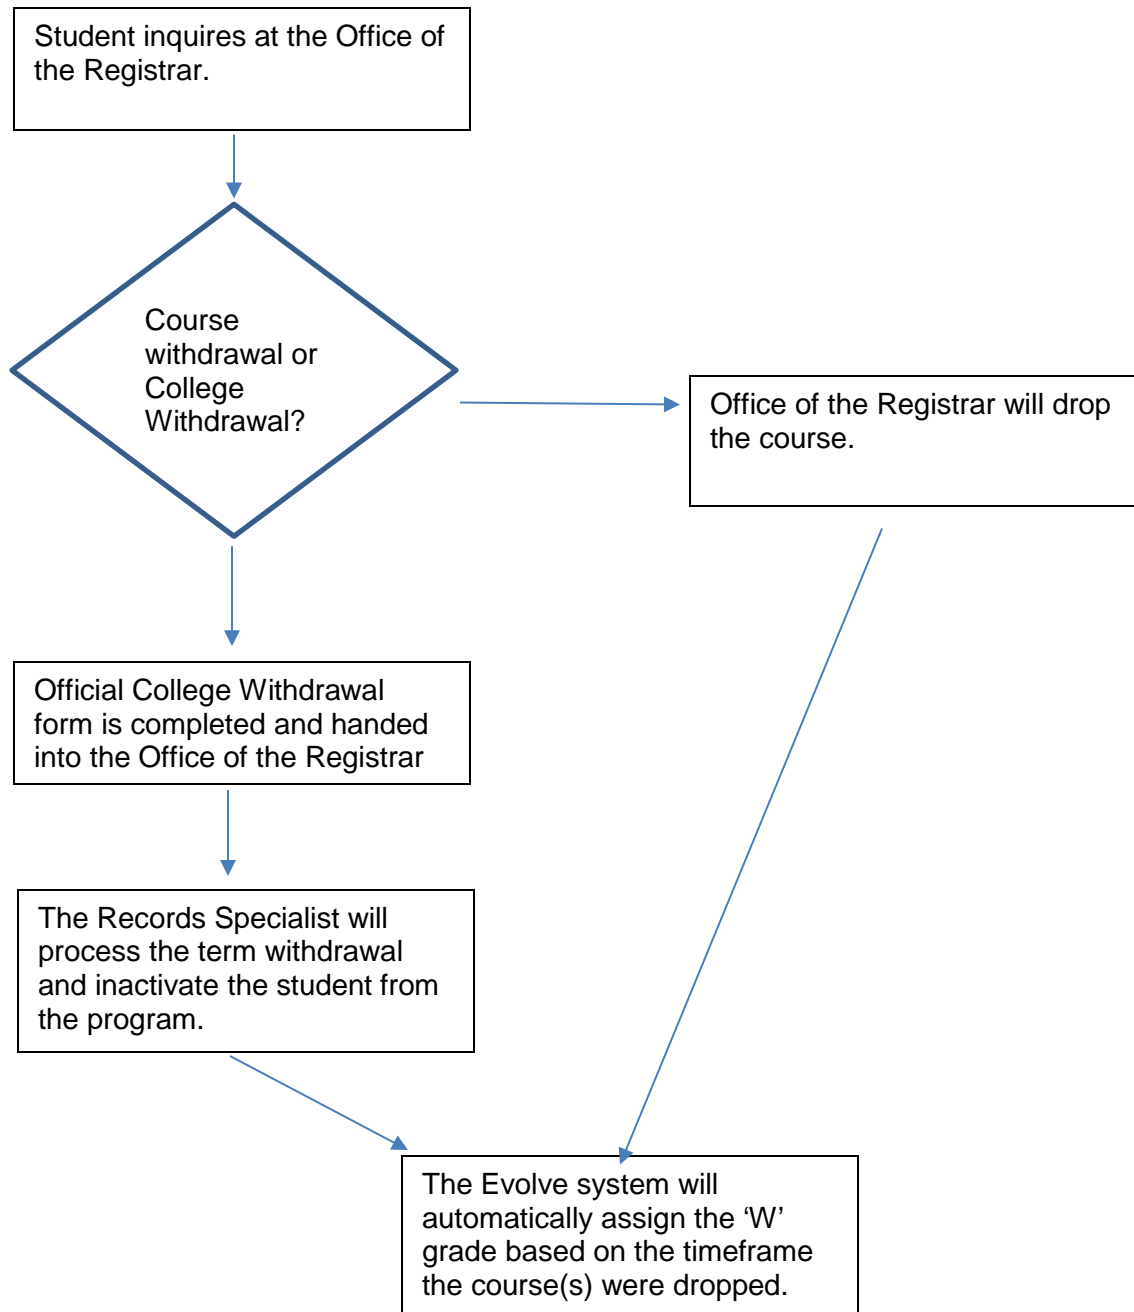 Student inquires at the Office of
the Registrar.
Course
withdrawal or
College
Withdrawal?
Office of the Registrar will drop
the course.
Official College Withdrawal
form is completed and handed
into the Office of the Registrar
The Records Specialist will
process the term withdrawal
and inactivate the student from
the program.
The Evolve system will
automatically assign the ‘W’
grade based on the timeframe
the course(s) were dropped.